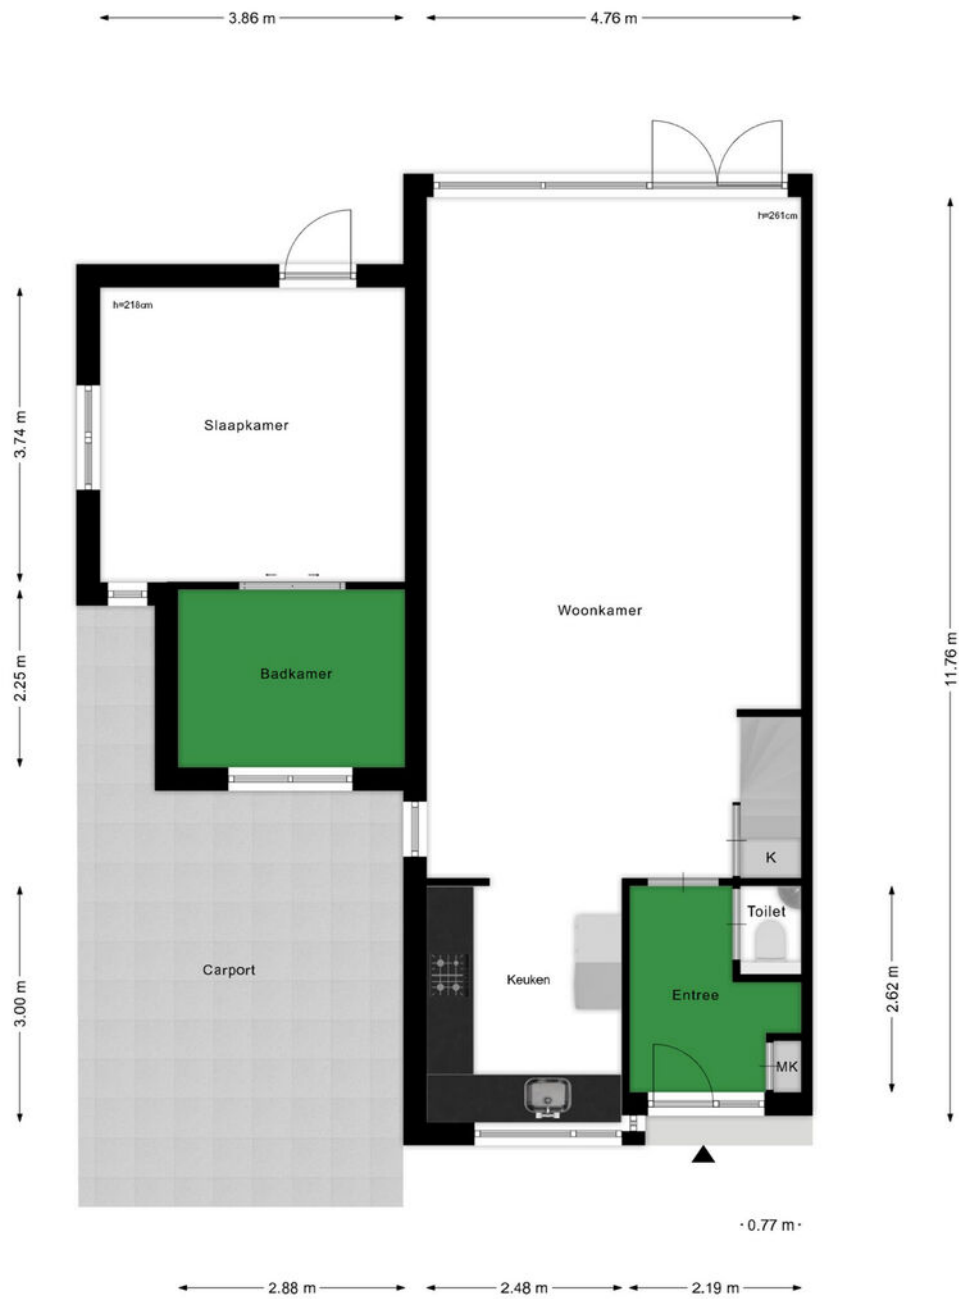 3.86 m
4.76 m
h=261cm
h=218cm
3.74 m
Slaapkamer
Woonkamer
11.76 m
2.25 m
Badkamer
K
Toilet
Carport
Keuken
Entree
3.00 m
2.62 m
MK
0.77 m
2.88 m
2.48 m
2.19 m